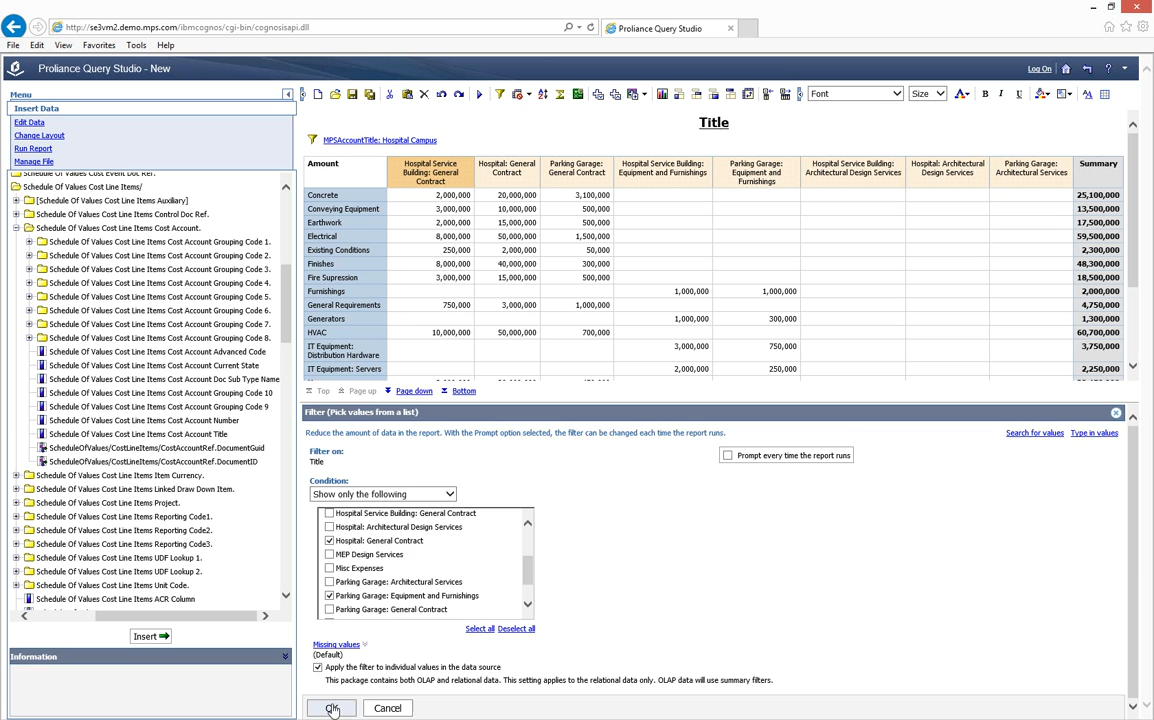 http://se3vm2.demo.mps.com/ibmcognos/cgi-bin/cognosisapi.dll
Proliance Query Studio
File Edit View Favorites Tools Help
Proliance Query Studio - New
Log On
Menu
Insert Data
Edit Data
Change Layout
Run Report
Manage File
Font
Size
B I U
Schedule Of Values Cost Event Doc Ref.
Schedule Of Values Cost Line Items/
[Schedule Of Values Cost Line Items Auxiliary]
Schedule Of Values Cost Line Items Control Doc Ref.
Schedule Of Values Cost Line Items Cost Account.
Schedule Of Values Cost Line Items Cost Account Grouping Code 1.
Schedule Of Values Cost Line Items Cost Account Grouping Code 2.
Schedule Of Values Cost Line Items Cost Account Grouping Code 3.
Schedule Of Values Cost Line Items Cost Account Grouping Code 4.
Schedule Of Values Cost Line Items Cost Account Grouping Code 5.
Schedule Of Values Cost Line Items Cost Account Grouping Code 6.
Schedule Of Values Cost Line Items Cost Account Grouping Code 7.
Schedule Of Values Cost Line Items Cost Account Grouping Code 8.
Schedule Of Values Cost Line Items Cost Account Advanced Code
Schedule Of Values Cost Line Items Cost Account Current State
Schedule Of Values Cost Line Items Cost Account Doc Sub Type Name
Schedule Of Values Cost Line Items Cost Account Grouping Code 10
Schedule Of Values Cost Line Items Cost Account Grouping Code 9
Schedule Of Values Cost Line Items Cost Account Number
Schedule Of Values Cost Line Items Cost Account Title
ScheduleOfValues/CostLineItems/CostAccountRef.DocumentGuid
ScheduleOfValues/CostLineItems/CostAccountRef.DocumentID
Schedule Of Values Cost Line Items Item Currency.
Schedule Of Values Cost Line Items Linked Draw Down Item.
Schedule Of Values Cost Line Items Project.
Schedule Of Values Cost Line Items Reporting Code1.
Schedule Of Values Cost Line Items Reporting Code2.
Schedule Of Values Cost Line Items Reporting Code3.
Schedule Of Values Cost Line Items UDF Lookup 1.
Schedule Of Values Cost Line Items UDF Lookup 2.
Schedule Of Values Cost Line Items Unit Code.
Schedule Of Values Cost Line Items ACR Column
Insert
Information
Title
MPSAccountTitle: Hospital Campus
Amount Hospital Service Building: General Contract Hospital: General Contract Parking Garage: General Contract Hospital Service Building: Equipment and Furnishings Parking Garage: Equipment and Furnishings Hospital Service Building: Architectural Design Services Hospital: Architectural Design Services Parking Garage: Architectural Services Summary
Concrete 2,000,000 20,000,000 3,100,000 25,100,000
Conveying Equipment 3,000,000 10,000,000 500,000 13,500,000
Earthwork 2,000,000 15,000,000 500,000 17,500,000
Electrical 8,000,000 50,000,000 1,500,000 59,500,000
Existing Conditions 250,000 2,000,000 50,000 2,300,000
Finishes 8,000,000 40,000,000 300,000 48,300,000
Fire Supression 3,000,000 15,000,000 500,000 18,500,000
Furnishings 1,000,000 1,000,000 2,000,000
General Requirements 750,000 3,000,000 1,000,000 4,750,000
Generators 1,000,000 300,000 1,300,000
HVAC 10,000,000 50,000,000 700,000 60,700,000
IT Equipment: Distribution Hardware 3,000,000 750,000 3,750,000
IT Equipment: Servers 2,000,000 250,000 2,250,000
Top Page up Page down Bottom
Filter (Pick values from a list)
Reduce the amount of data in the report. With the Prompt option selected, the filter can be changed each time the report runs.
Search for values Type in values
Filter on:
Title
Prompt every time the report runs
Condition:
Show only the following
Hospital Service Building: General Contract
Hospital: Architectural Design Services
Hospital: General Contract
MEP Design Services
Misc Expenses
Parking Garage: Architectural Services
Parking Garage: Equipment and Furnishings
Parking Garage: General Contract
Select all Deselect all
Missing values
(Default)
Apply the filter to individual values in the data source
This package contains both OLAP and relational data. This setting applies to the relational data only. OLAP data will use summary filters.
OK Cancel